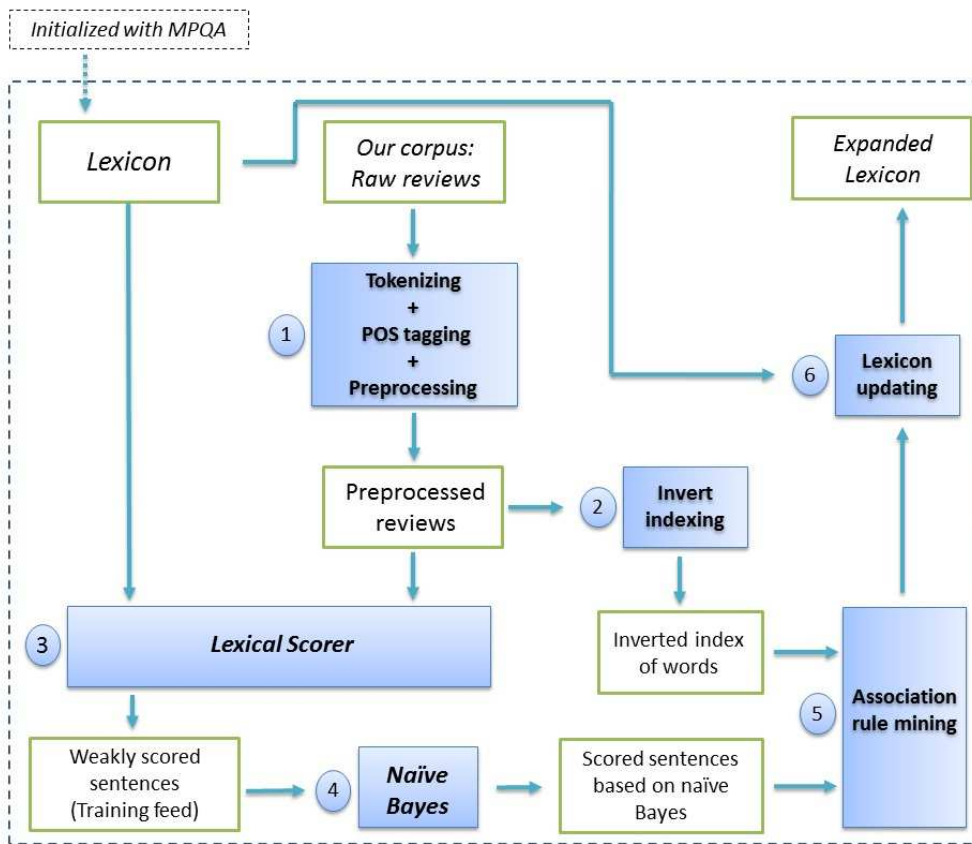 Initialized with MPQA
Lexicon
Our corpus:
Raw reviews
Expanded
Lexicon
1
Tokenizing
+
POS tagging
+
Preprocessing
6
Lexicon
updating
Preprocessed
reviews
2
Invert
indexing
3
Lexical Scorer
Inverted index
of words
5
Association
rule mining
Weakly scored
sentences
(Training feed)
4
Naïve
Bayes
Scored sentences
based on naïve
Bayes